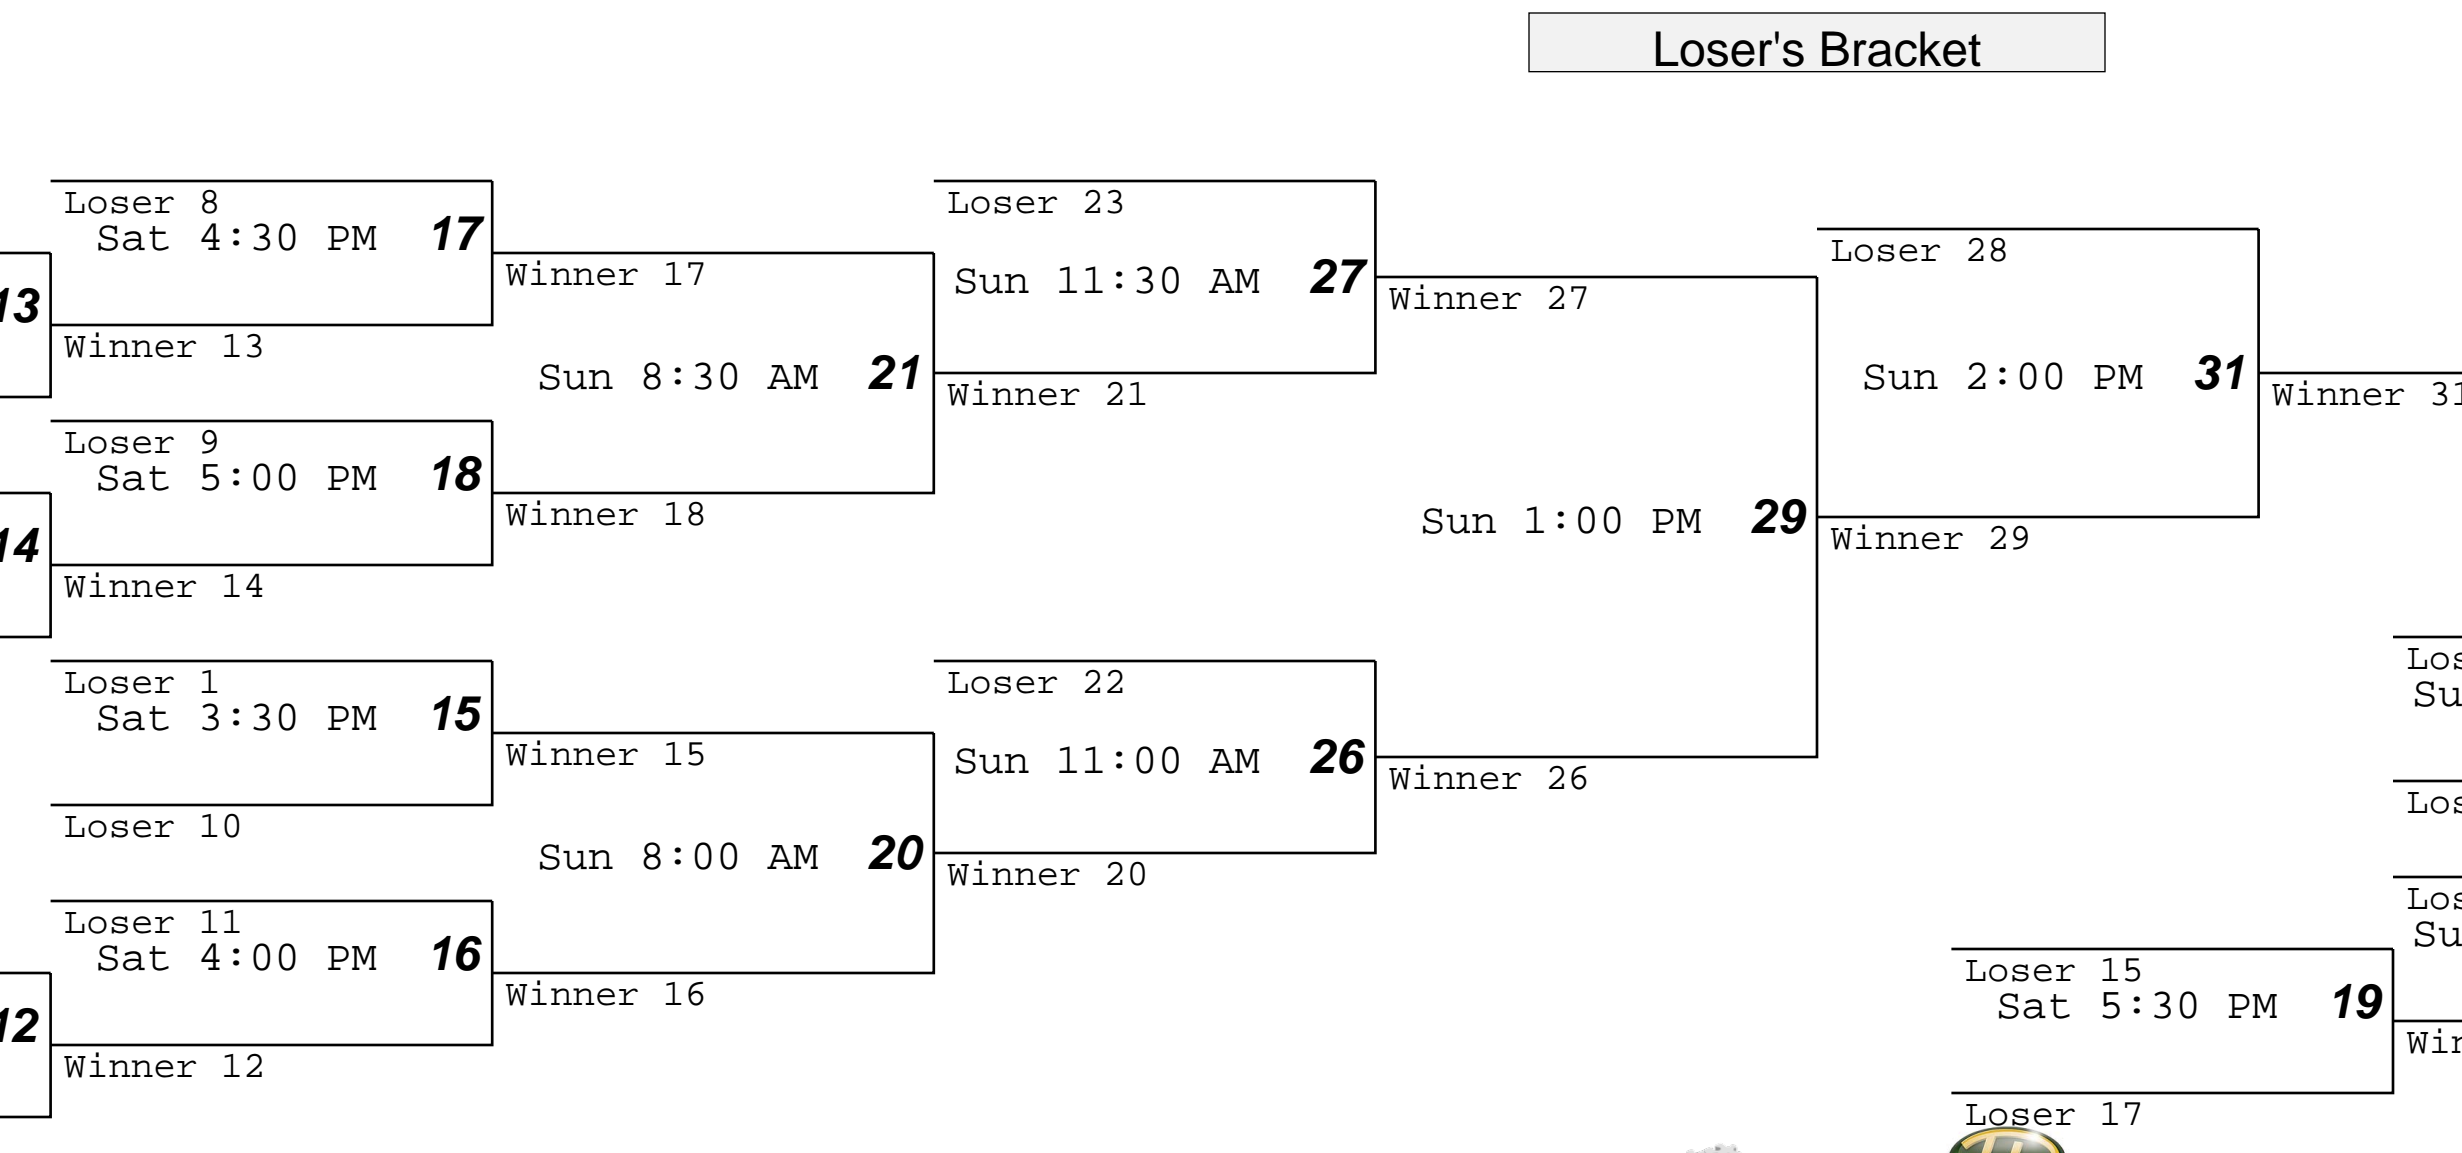 Loser's Bracket
Loser 8
Sat 4:30 PM 17
13
Winner 13
Winner 17
Sun 8:30 AM 21
Loser 9
Sat 5:00 PM 18
14
Winner 14
Winner 18
Loser 23
Sun 11:30 AM 27
Winner 21
Winner 27
Loser 28
Sun 2:00 PM 31
Winner 31
Sun 1:00 PM 29
Winner 29
Loser 1
Sat 3:30 PM 15
Loser 10
Winner 15
Sun 8:00 AM 20
Loser 11
Sat 4:00 PM 16
12
Winner 12
Winner 16
Loser 22
Sun 11:00 AM 26
Winner 20
Winner 26
Loser 15
Sat 5:30 PM 19
Loser 17